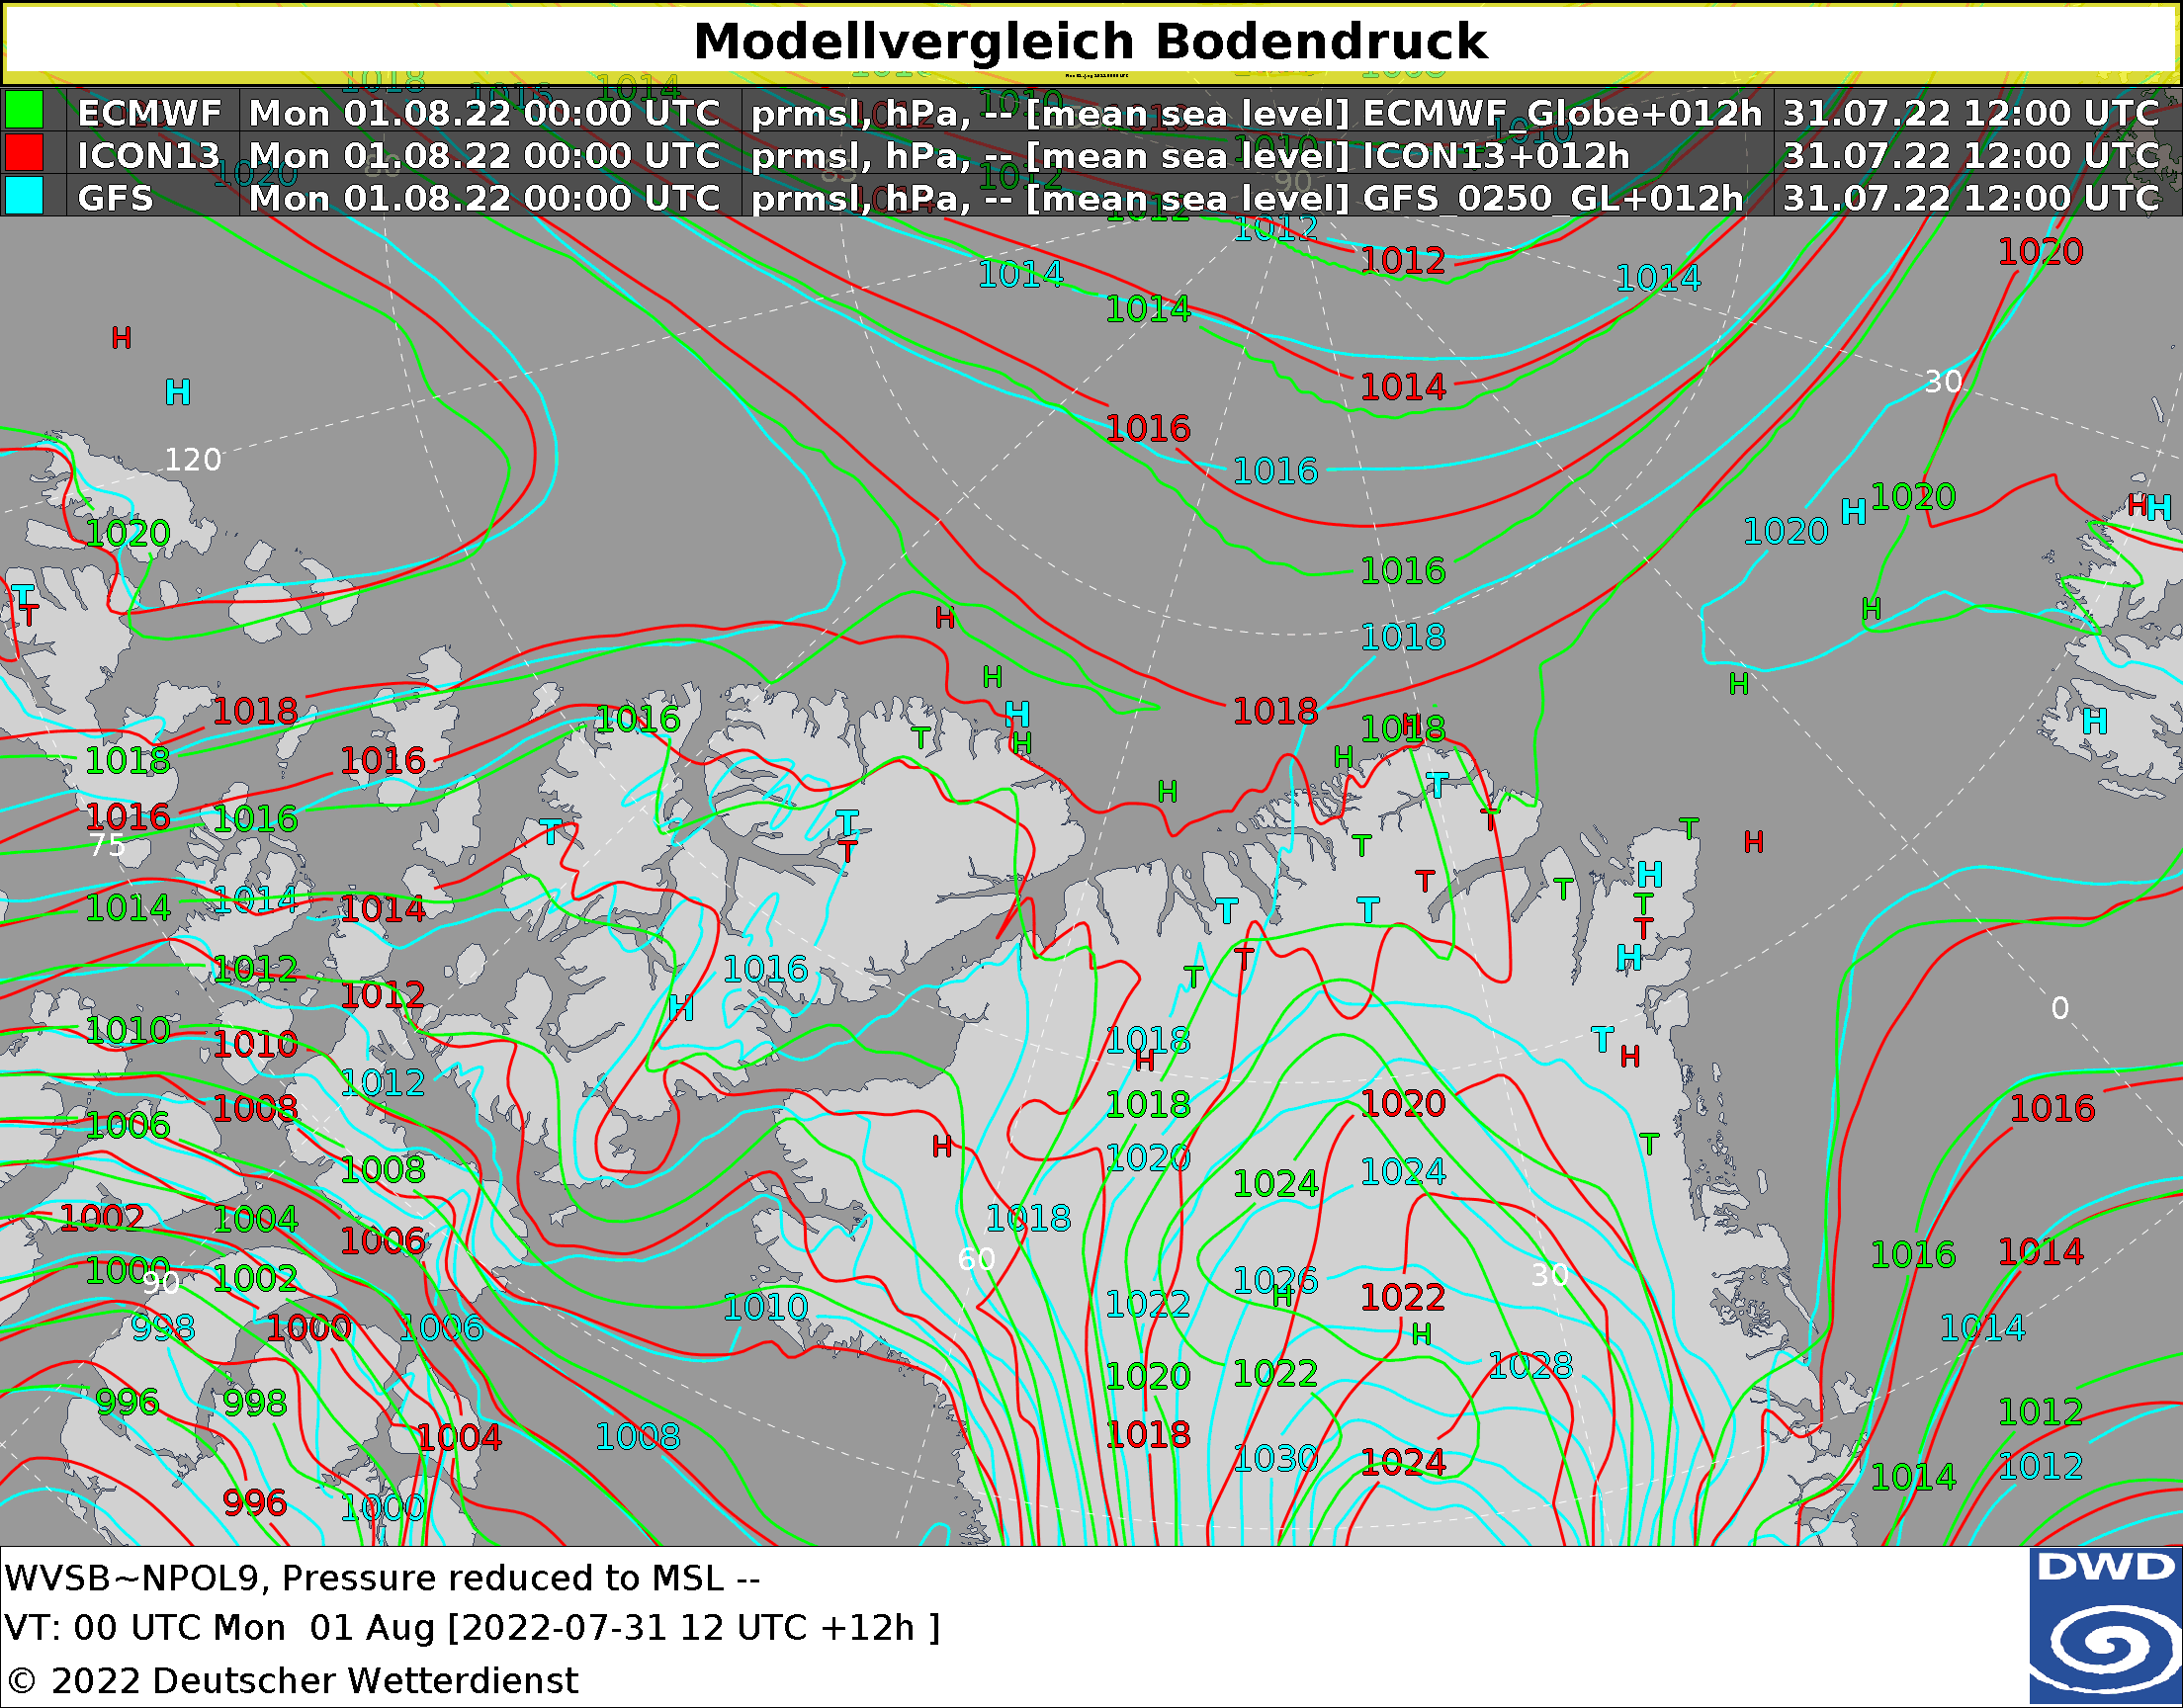 Modellvergleich Bodendruck
ECMWF Mon 01.08.22 00:00 UTC prmsl, hPa, -- [mean sea level] ECMWF_Globe+012h 31.07.22 12:00 UTC
ICON13 Mon 01.08.22 00:00 UTC prmsl, hPa, -- [mean sea level] ICON13+012h 31.07.22 12:00 UTC
GFS Mon 01.08.22 00:00 UTC prmsl, hPa, -- [mean sea level] GFS_0250_GL+012h 31.07.22 12:00 UTC
1012 1012 1012 1020
1014 1014
1014
H
H 1014 30
1016
120 1016
1020 H 1020 H H
1020
T T 1016
H H
1018
H H
1018 1016 H 1018 1018 H H
T H
1018 1016 H
T H
1016 1016 T T T H
75 T T T T H
T T H
1014 1014 1014 T T T T
T T H
1012 1016 T
1012 H 0
1010 1010 1018 T H
H
1012
1008 1018 1020 1016
1006
1008 H 1020 1024 T
1024
1002 1004 1018
1006 60 1016 1014
1000 90 1002 1026 30
1010 1022 H 1022
998 1000 1006 H 1014
1028
996 998 1020 1022 1012
1004 1008 1018
1030 1024 1014 1012
996 1000
WVSB~NPOL9, Pressure reduced to MSL --
VT: 00 UTC Mon 01 Aug [2022-07-31 12 UTC +12h ]
© 2022 Deutscher Wetterdienst
DWD